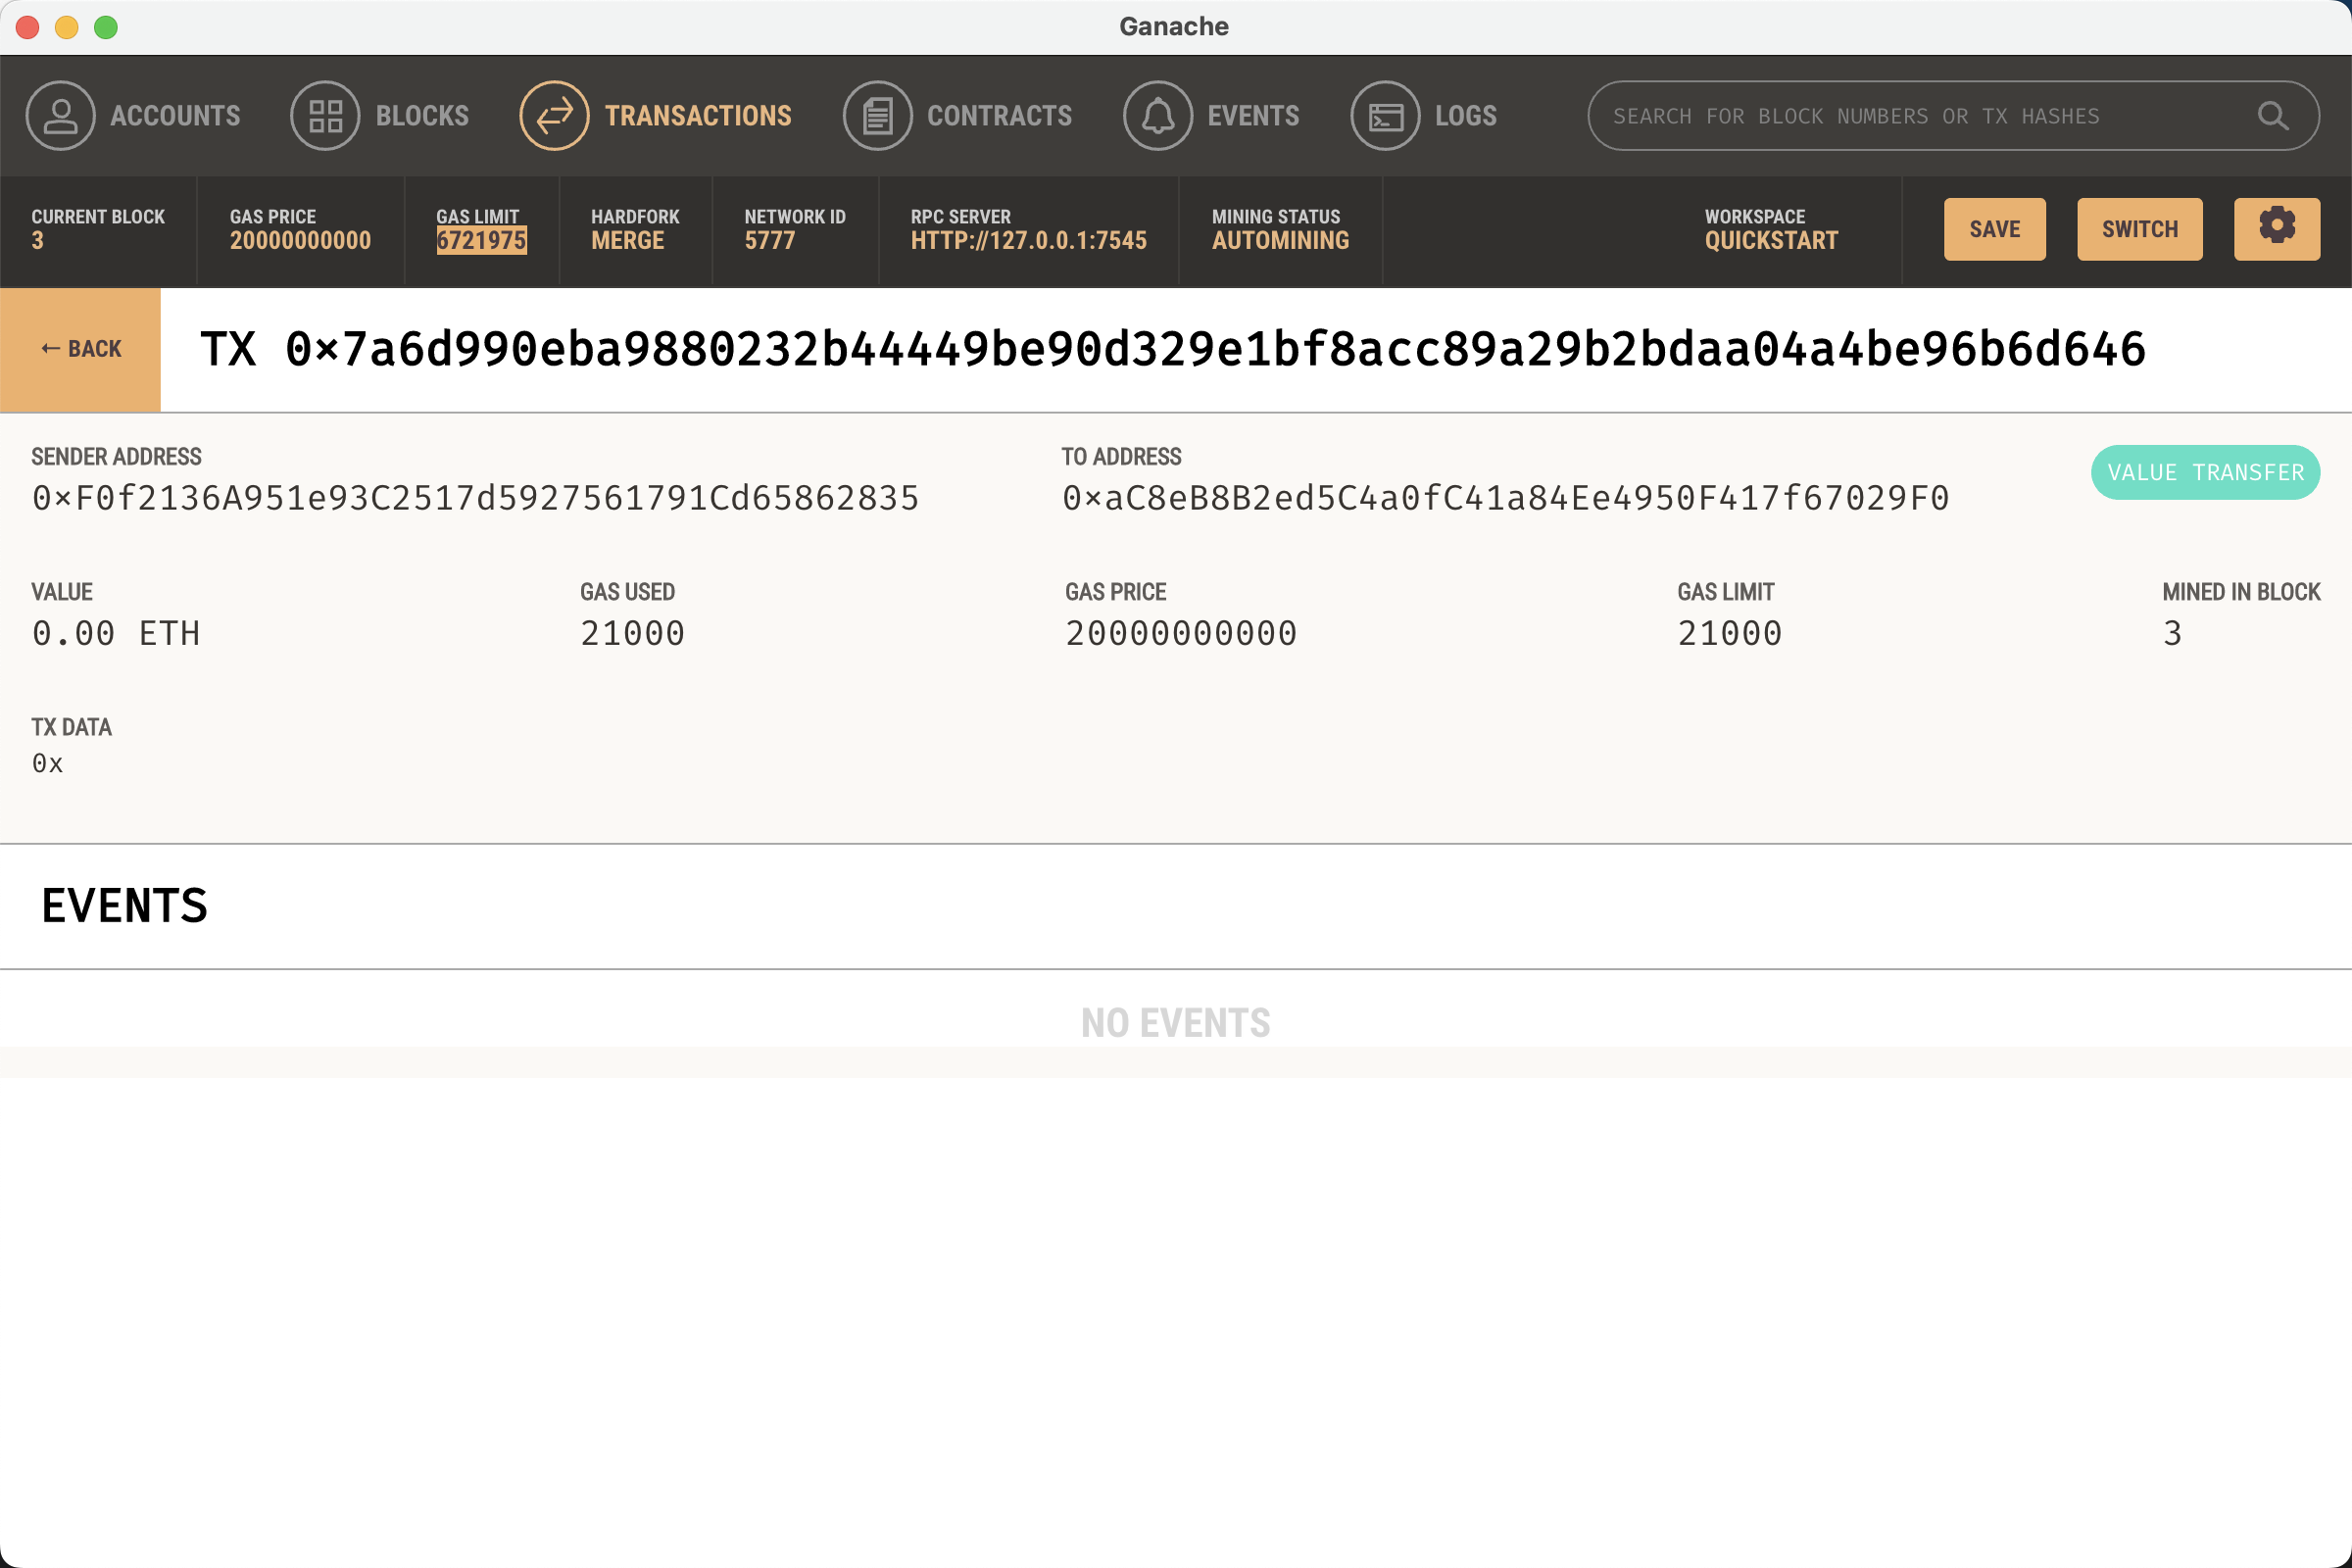 Ganache
ACCOUNTS BLOCKS TRANSACTIONS CONTRACTS EVENTS LOGS SEARCH FOR BLOCK NUMBERS OR TX HASHES
CURRENT BLOCK GAS PRICE GAS LIMIT HARDFORK NETWORK ID RPC SERVER MINING STATUS WORKSPACE
3 20000000000 6721975 MERGE 5777 HTTP://127.0.0.1:7545 AUTOMINING QUICKSTART SAVE SWITCH
← BACK TX 0×7a6d990eba9880232b44449be90d329e1bf8acc89a29b2bdaa04a4be96b6d646
SENDER ADDRESS TO ADDRESS
0×F0f2136A951e93C2517d5927561791Cd65862835 0×aC8eB8B2ed5C4a0fC41a84Ee4950F417f67029F0 VALUE TRANSFER
VALUE GAS USED GAS PRICE GAS LIMIT MINED IN BLOCK
0.00 ETH 21000 20000000000 21000 3
TX DATA
0x
EVENTS
NO EVENTS